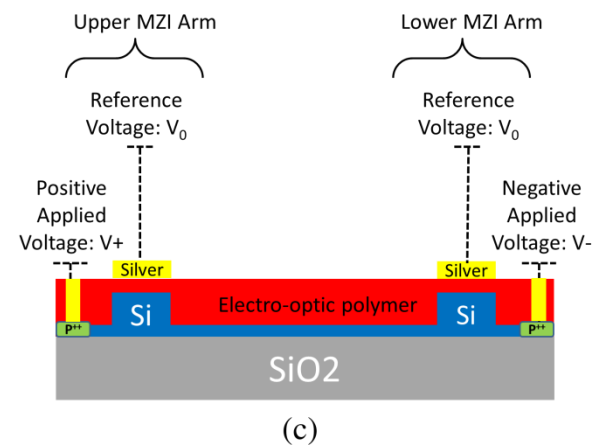 Upper MZI Arm
Lower MZI Arm
Reference
Voltage: V₀
Reference
Voltage: V₀
Positive
Applied
Voltage: V+
Negative
Applied
Voltage: V-
Silver
Silver
Electro-optic polymer
Si
Si
P⁺⁺
P⁺⁺
SiO2
(c)